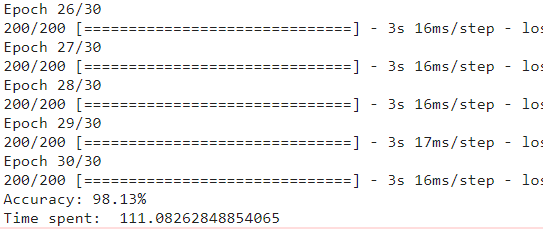 Epoch 26/30
200/200 [==============================] - 3s 16ms/step - los
Epoch 27/30
200/200 [==============================] - 3s 16ms/step - los
Epoch 28/30
200/200 [==============================] - 3s 16ms/step - los
Epoch 29/30
200/200 [==============================] - 3s 17ms/step - los
Epoch 30/30
200/200 [==============================] - 3s 16ms/step - los
Accuracy: 98.13%
Time spent:  111.08262848854065